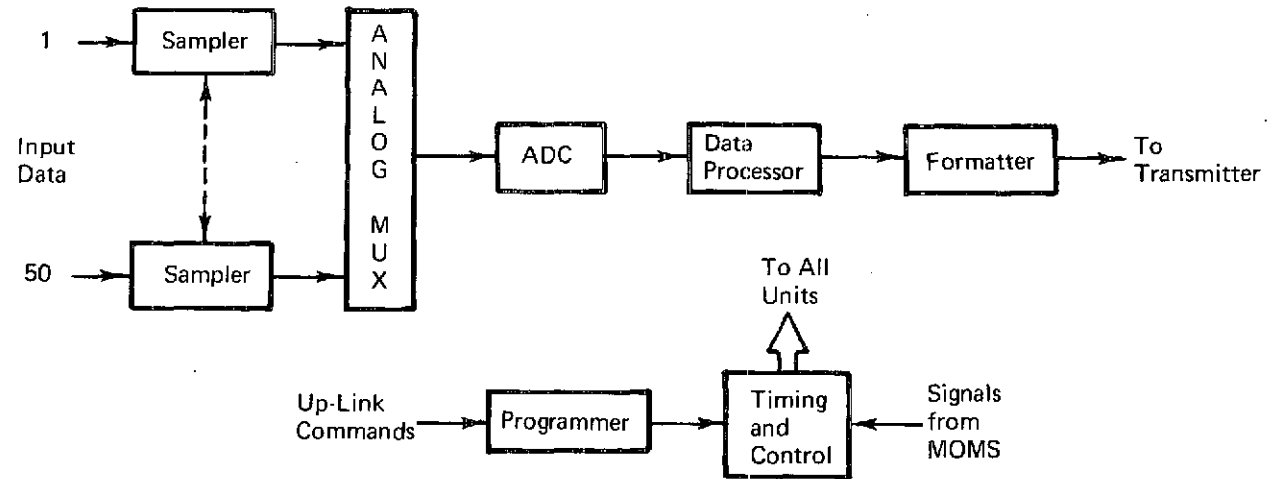 1
Sampler
Input
Data
50
Sampler
ANALOG MUX
ADC
Data
Processor
Formatter
To
Transmitter
To All
Units
Up-Link
Commands
Programmer
Timing
and
Control
Signals
from
MOMS